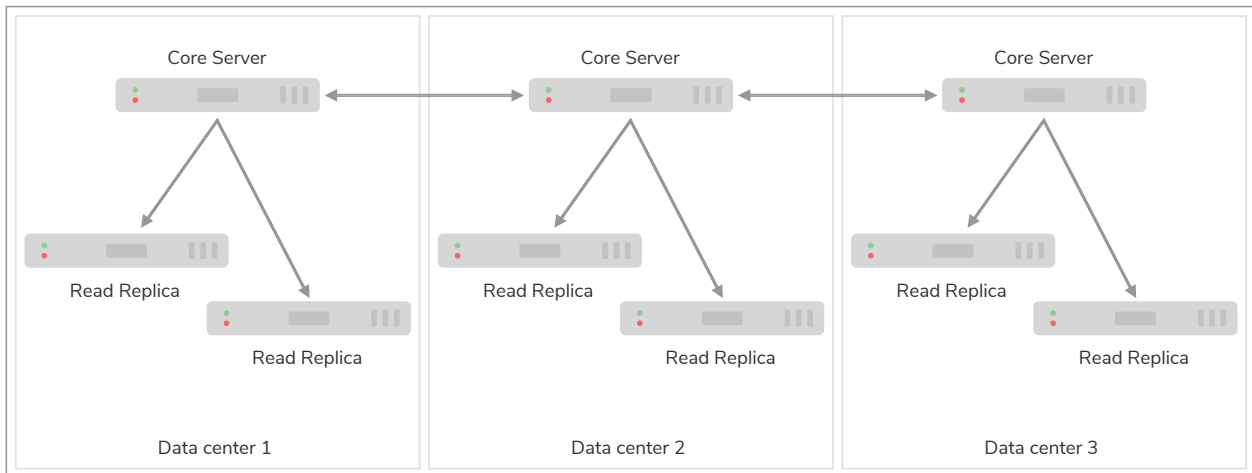 Core Server
Core Server
Core Server
Read Replica
Read Replica
Read Replica
Read Replica
Read Replica
Read Replica
Data center 1
Data center 2
Data center 3